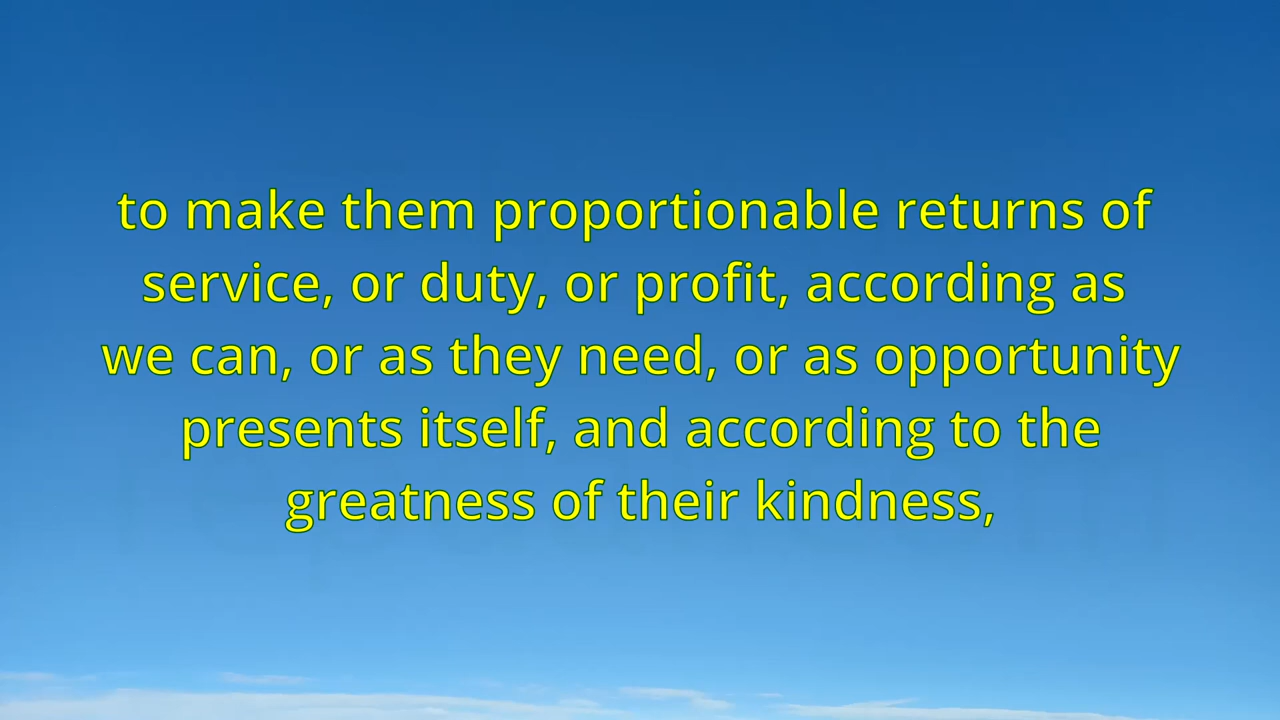 to make them proportionable returns of
service, or duty, or profit, according as
we can, or as they need, or as opportunity
presents itself, and according to the
greatness of their kindness,